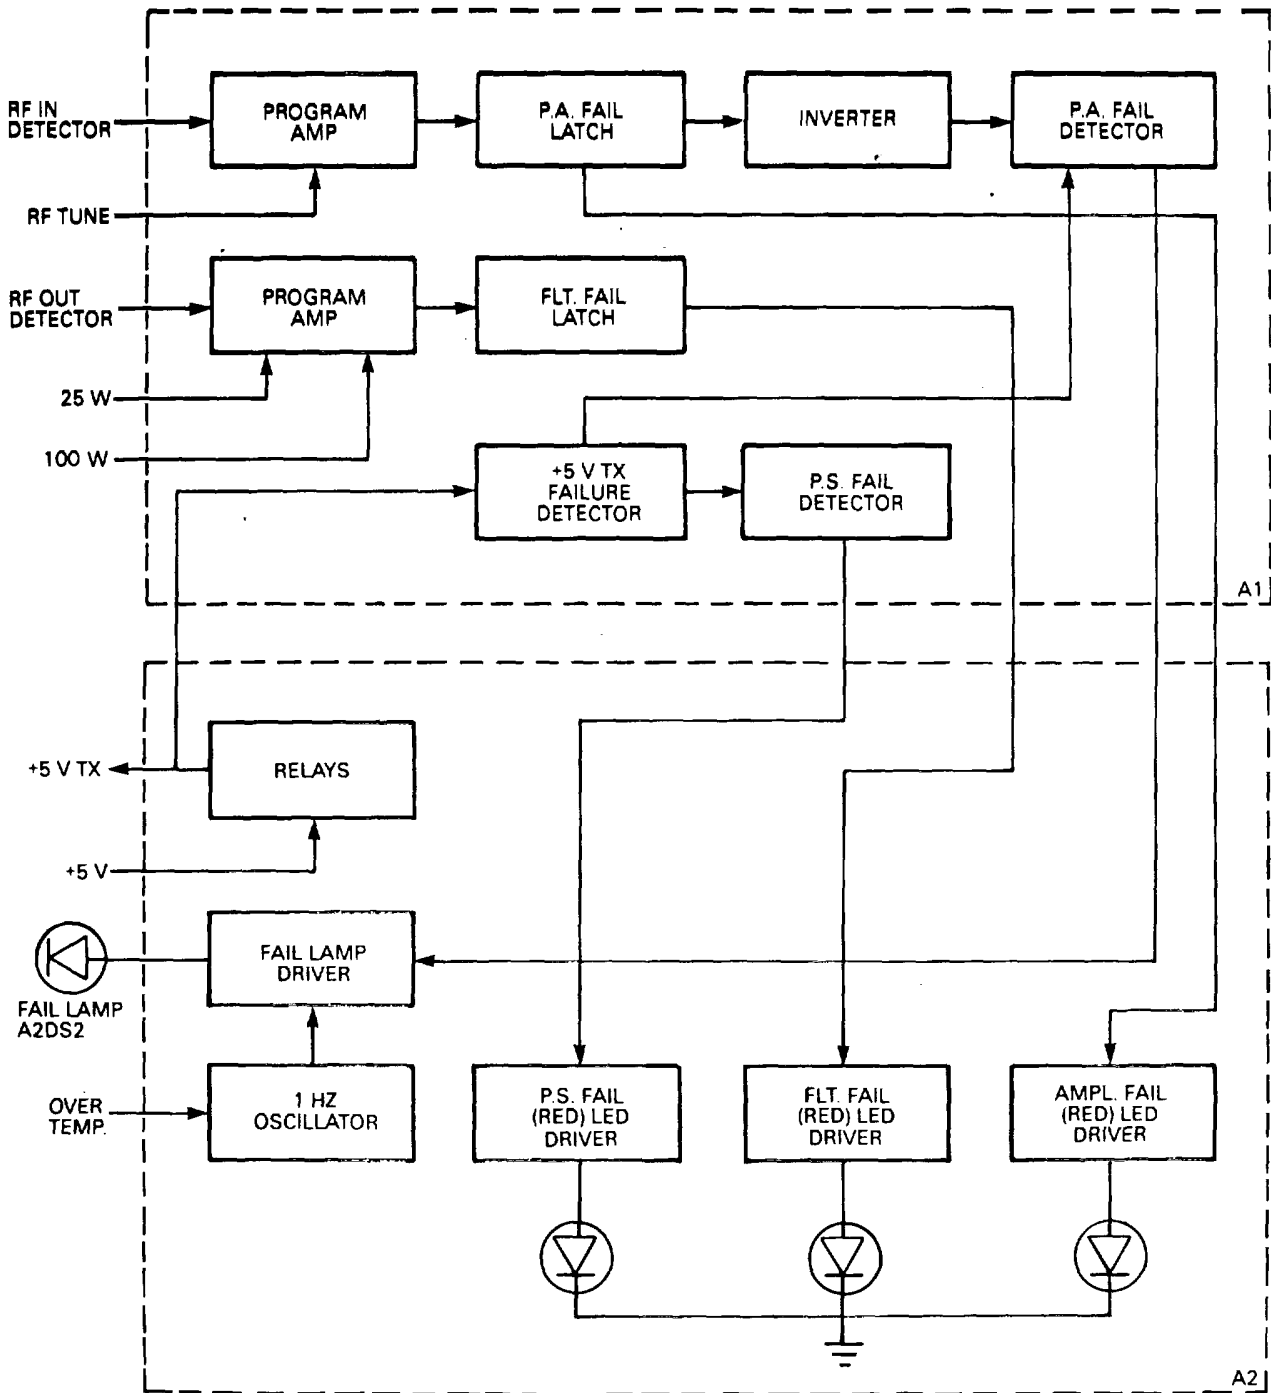 RF IN
DETECTOR
PROGRAM
AMP
P.A. FAIL
LATCH
INVERTER
P.A. FAIL
DETECTOR
RF TUNE
RF OUT
DETECTOR
PROGRAM
AMP
FLT. FAIL
LATCH
25 W
100 W
+5 V TX
FAILURE
DETECTOR
P.S. FAIL
DETECTOR
A1
+5 V TX
RELAYS
+5 V
FAIL LAMP
DRIVER
FAIL LAMP
A2DS2
OVER
TEMP.
1 HZ
OSCILLATOR
P.S. FAIL
(RED) LED
DRIVER
FLT. FAIL
(RED) LED
DRIVER
AMPL. FAIL
(RED) LED
DRIVER
A2